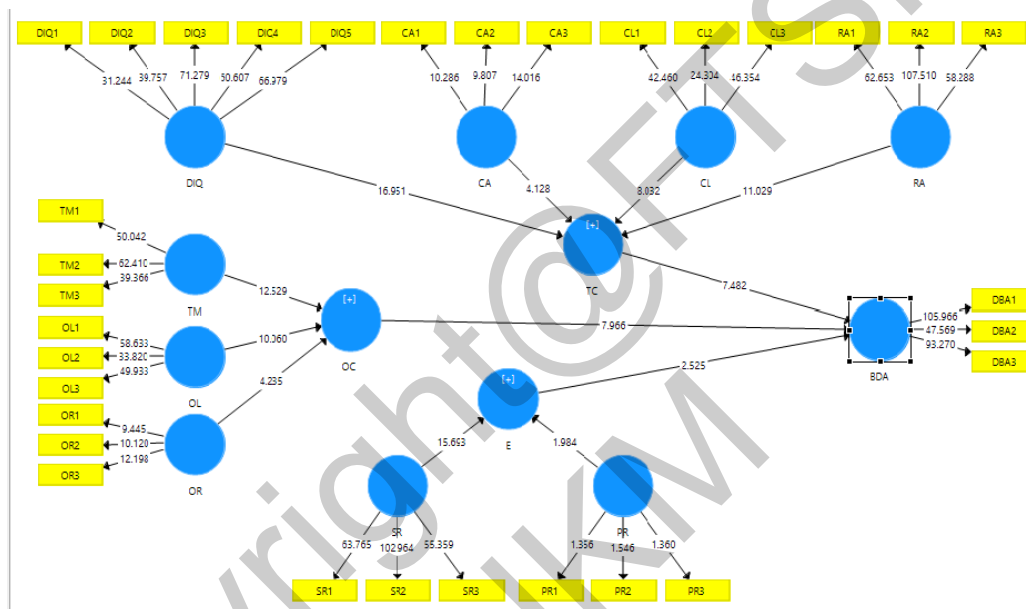 DIQ1 DIQ2 DIQ3 DIQ4 DIQ5 CA1 CA2 CA3 CL1 CL2 CL3 RA1 RA2 RA3
31.244 39.757 71.279 50.607 66.979 10.286 9.807 14.016 42.460 24.304 46.354 62.653 107.510 58.288
DIQ CA CL RA
16.951 4.128 8.032 11.029
TM1
50.042
TM2 62.410
TM3 39.366
TM
12.529
[+]
TC
7.482
OL1 58.633
OL2 33.820
OL3 49.933
OL
10.060
[+]
OC
7.966
DBA1 105.966
DBA2 47.569
DBA3 93.270
BDA
2.525
OR1 9.445
OR2 10.120
OR3 12.198
OR
4.235
[+]
E
15.693 1.984
SR PR
63.765 102.964 55.359 1.356 1.546 1.360
SR1 SR2 SR3 PR1 PR2 PR3
yright@FTS
UKM